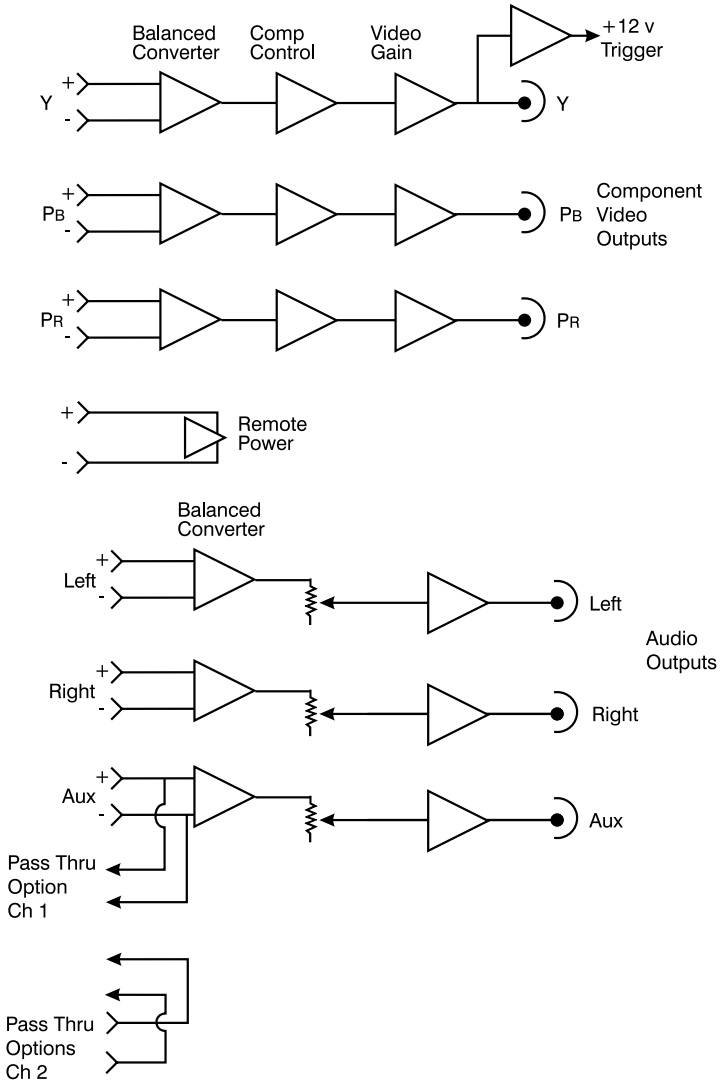 Balanced
Converter
Comp
Control
Video
Gain
+12 v
Trigger
+
Y
-
Y
+
PB
-
PB
Component
Video
Outputs
+
PR
-
PR
+
-
Remote
Power
Balanced
Converter
+
Left
-
Left
Audio
Outputs
+
Right
-
Right
+
Aux
-
Aux
Pass Thru
Option
Ch 1
Pass Thru
Options
Ch 2